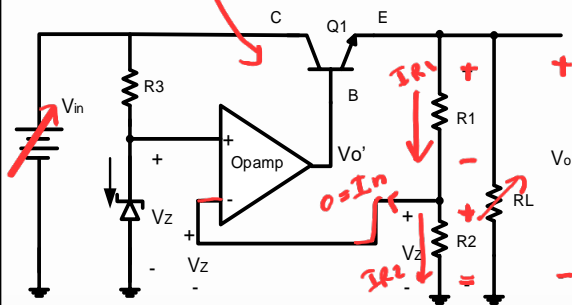 C Q1 E
R3
B
Vin
IR1
+
+
R1
+
Opamp
Vo'
Vo
-
-
0=In
+
RL
+
VZ
+
+
VZ
R2
VZ
IR2
-
-
-
=
-